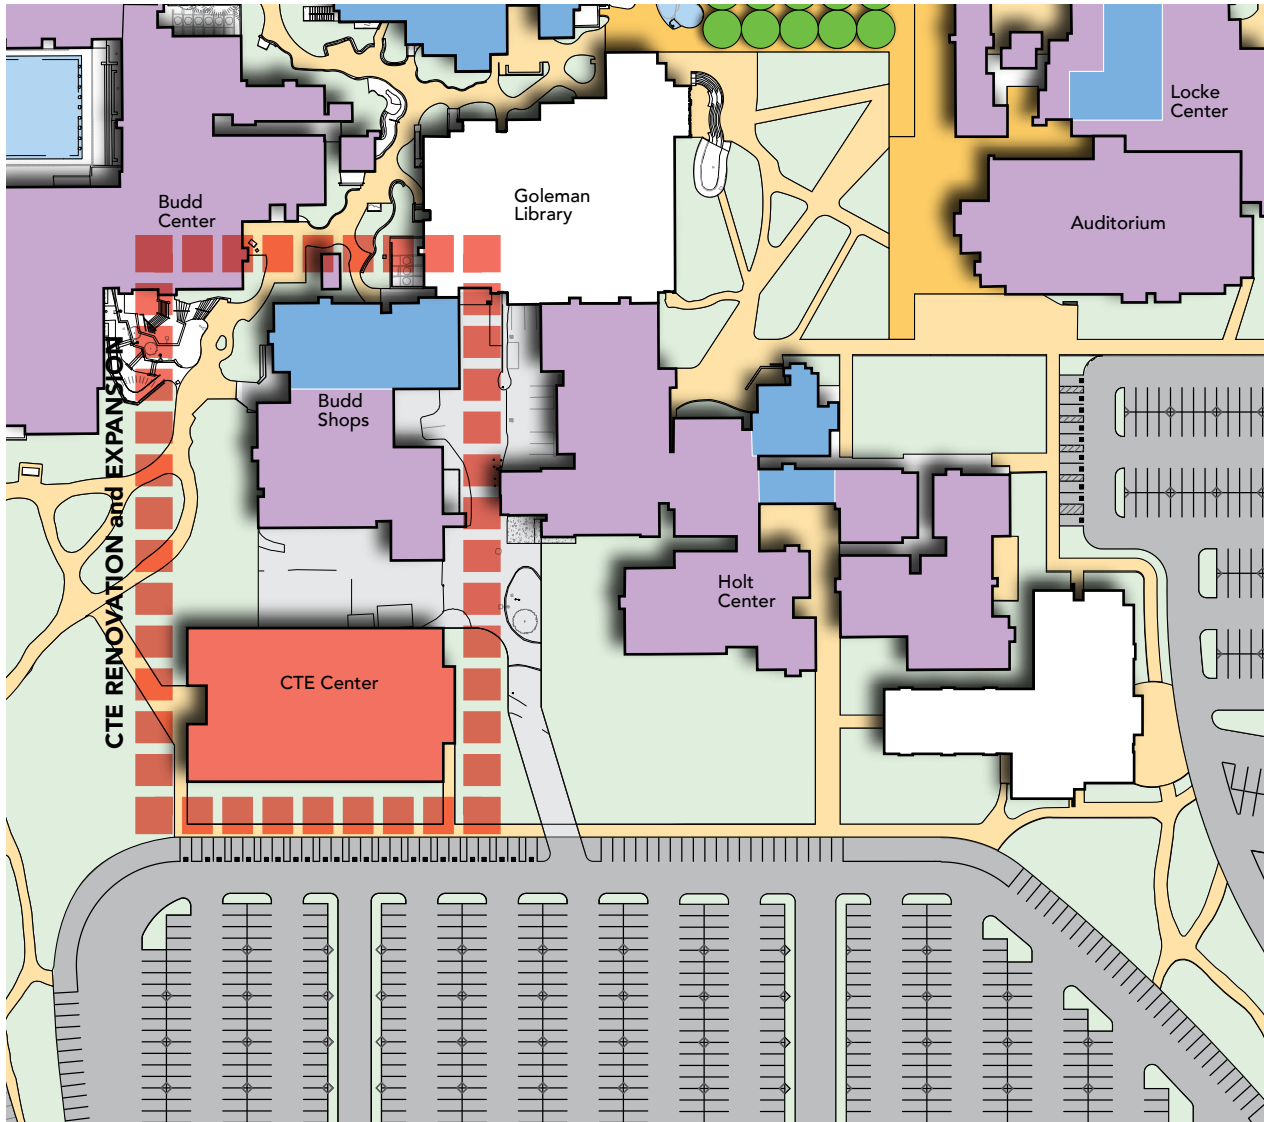 Locke
Center
Budd
Center
Goleman
Library
Auditorium
Budd
Shops
CTE RENOVATION and EXPANSION
Holt
Center
CTE Center